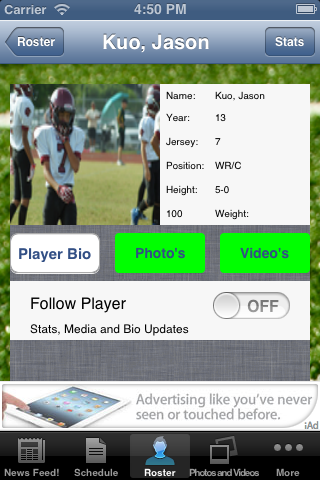 Carrier 4:50 PM
Roster Kuo, Jason Stats
Name: Kuo, Jason
Year: 13
Jersey: 7
Position: WR/C
Height: 5-0
100 Weight:
Player Bio Photo's Video's
Follow Player OFF
Stats, Media and Bio Updates
Advertising like you've never
seen or touched before.
iAd
News Feed! Schedule Roster Photos and Videos More